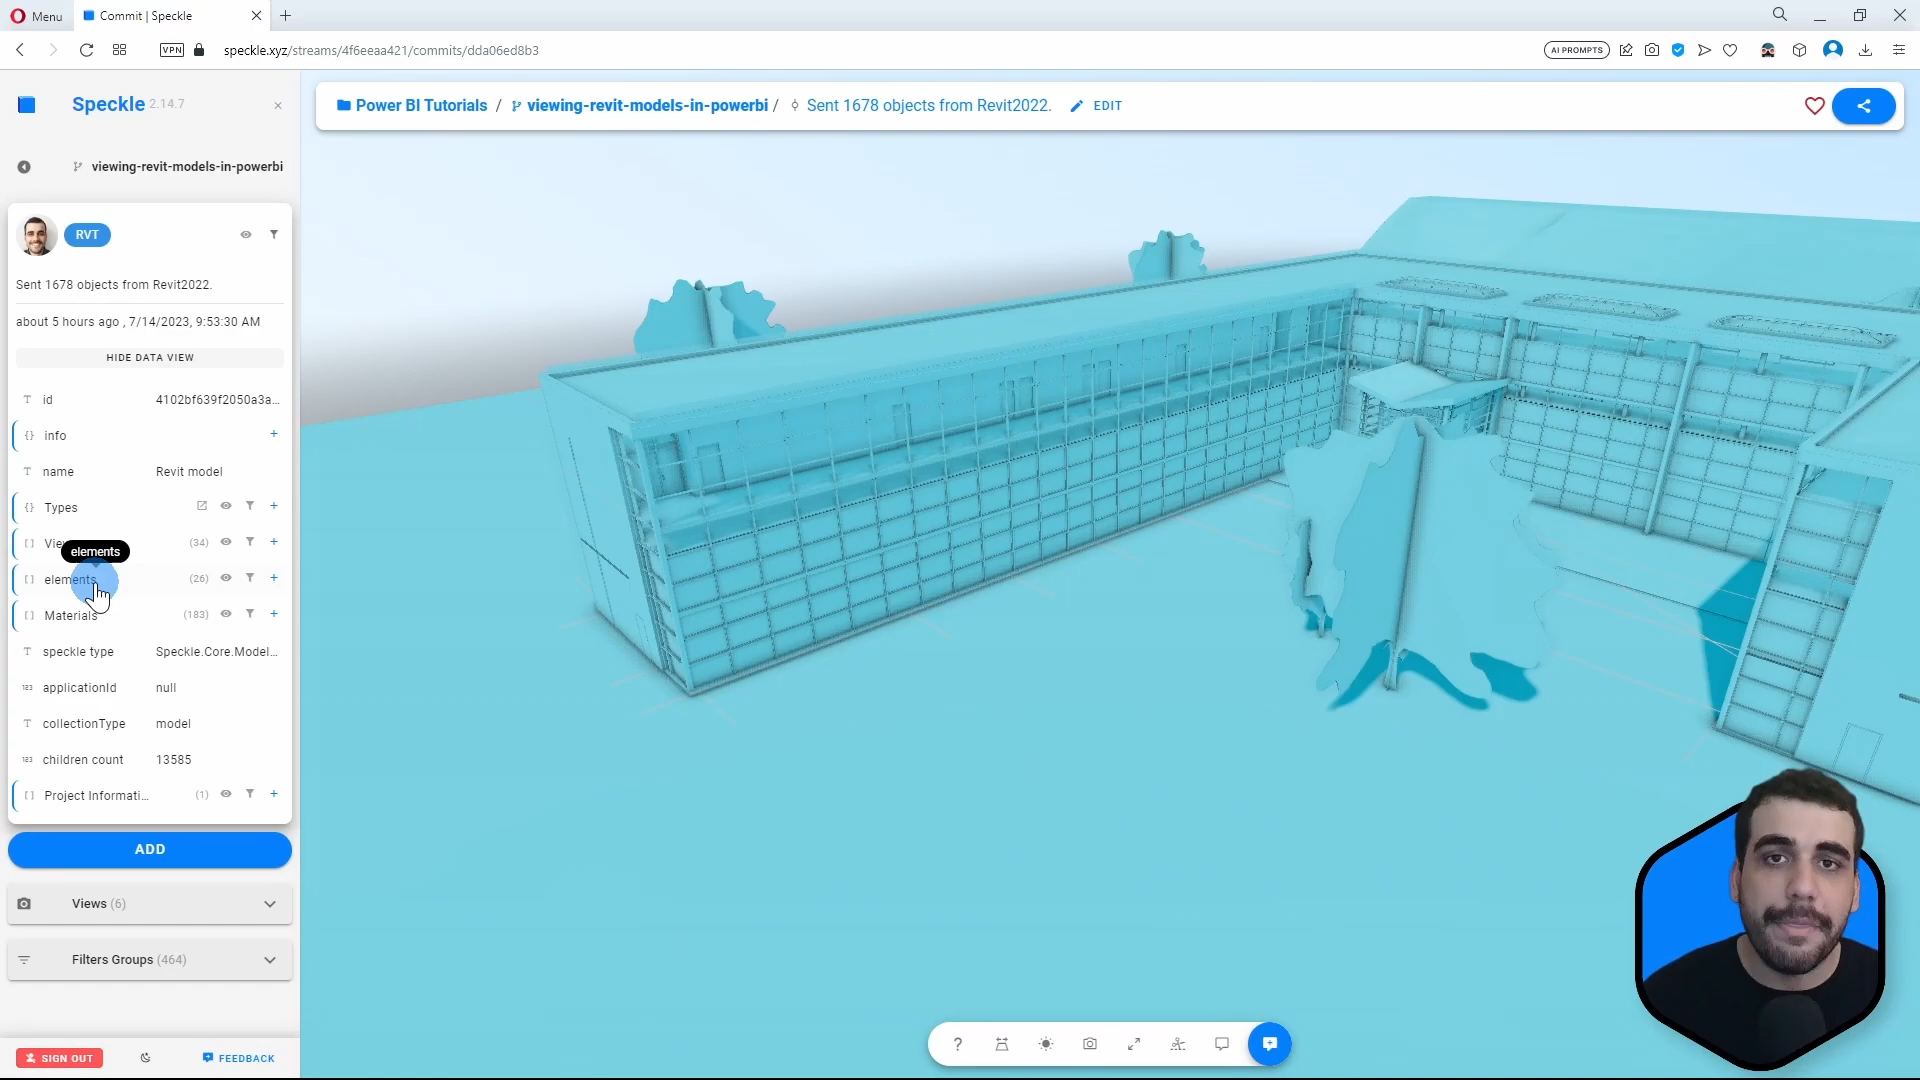 Menu
Commit | Speckle
VPN
speckle.xyz/streams/4f6eeaa421/commits/dda06ed8b3
AI PROMPTS
Speckle 2.14.7
Power BI Tutorials / viewing-revit-models-in-powerbi / Sent 1678 objects from Revit2022. EDIT
viewing-revit-models-in-powerbi
RVT
Sent 1678 objects from Revit2022.
about 5 hours ago , 7/14/2023, 9:53:30 AM
HIDE DATA VIEW
T id 4102bf639f2050a3a...
{} info +
T name Revit model
{} Types +
[] Vie (34) +
elements
[] elements (26) +
[] Materials (183) +
T speckle type Speckle.Core.Model...
123 applicationId null
T collectionType model
123 children count 13585
[] Project Informati... (1) +
ADD
Views (6)
Filters Groups (464)
SIGN OUT
FEEDBACK
?